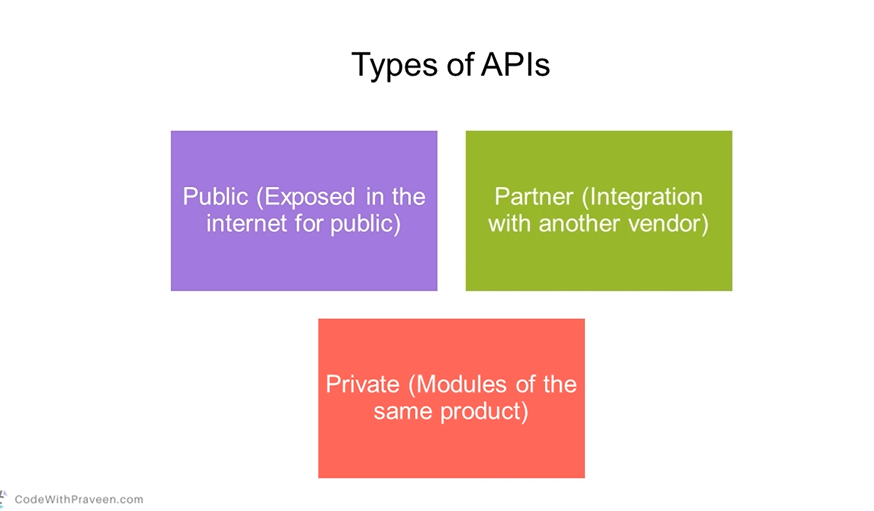 Types of APIs
Public (Exposed in the
internet for public)
Partner (Integration
with another vendor)
Private (Modules of the
same product)
CodeWithPraveen.com